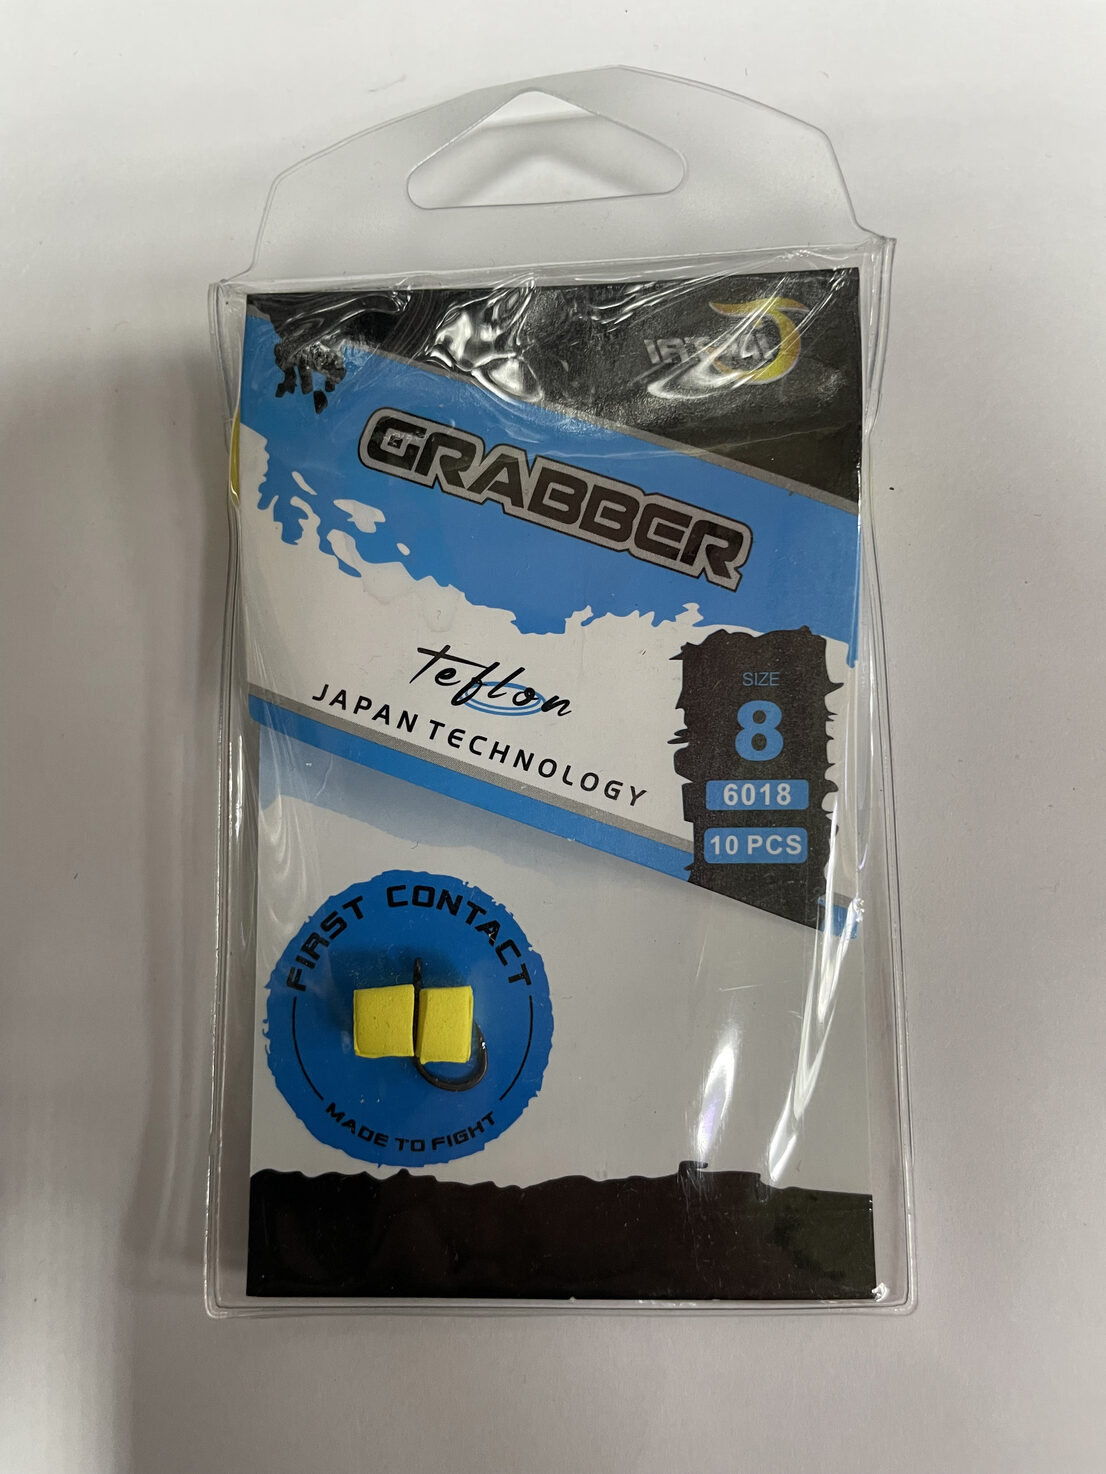 GRABBER
Teflon
JAPAN TECHNOLOGY
SIZE
8
6018
10 PCS
FIRST CONTACT
MADE TO FIGHT